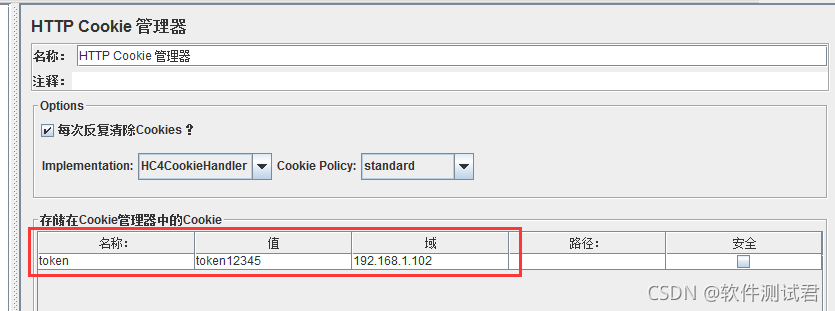 HTTP Cookie 管理器
名称： HTTP Cookie 管理器
注释：
Options
每次反复清除Cookies？
Implementation: HC4CookieHandler Cookie Policy: standard
存储在Cookie管理器中的Cookie
名称： 值 域 路径： 安全
token token12345 192.168.1.102
CSDN @软件测试君